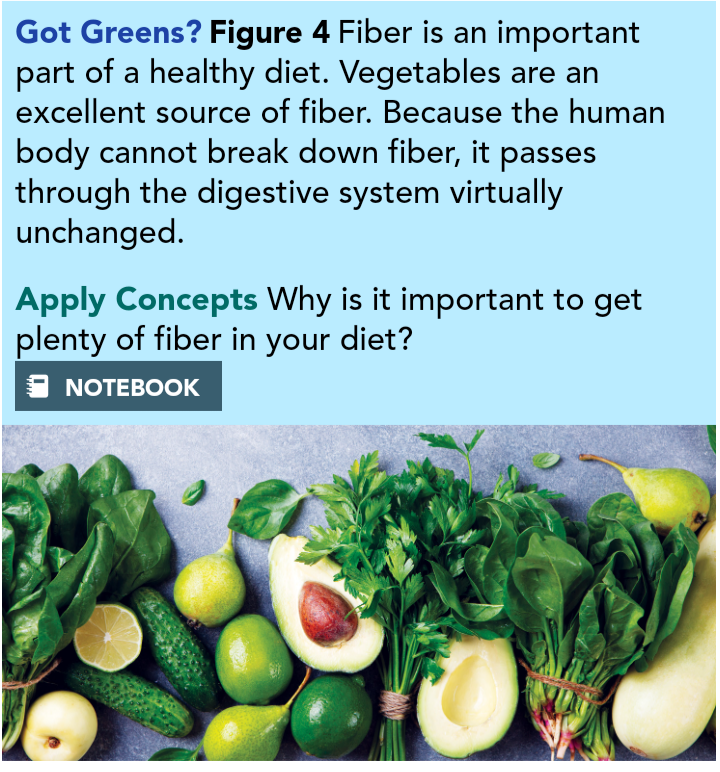 Got Greens? Figure 4 Fiber is an important
part of a healthy diet. Vegetables are an
excellent source of fiber. Because the human
body cannot break down fiber, it passes
through the digestive system virtually
unchanged.
Apply Concepts Why is it important to get
plenty of fiber in your diet?
NOTEBOOK